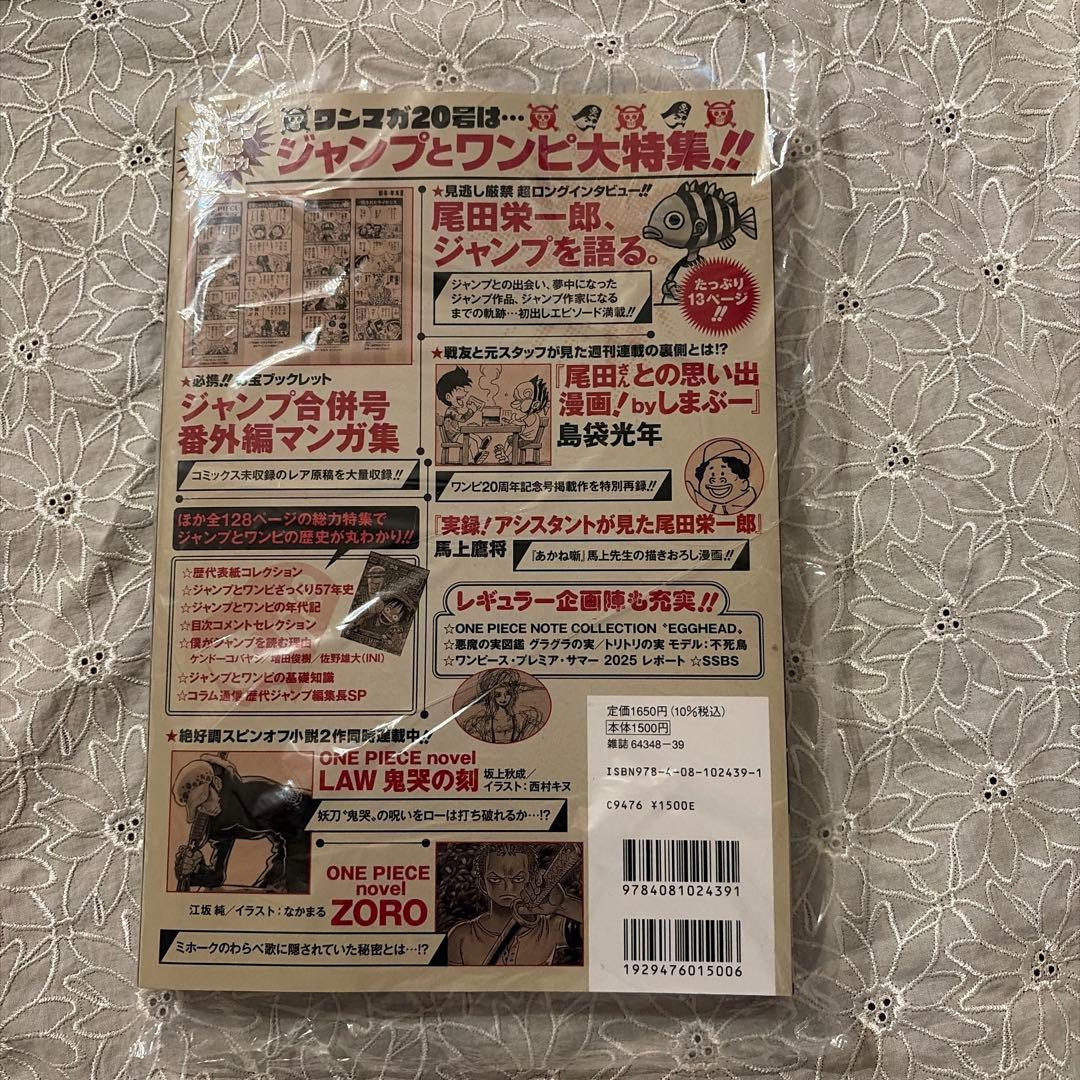 ワンマガ20号は…
ジャンプとワンピ大特集!!
★見逃し厳禁 超ロングインタビュー!!
尾田栄一郎、
ジャンプを語る。
ジャンプとの出会い、夢中になった
ジャンプ作品、ジャンプ作家になる
までの軌跡…初出しエピソード満載!!
たっぷり
13ページ
!!
★必携!! お宝ブックレット
ジャンプ合併号
番外編マンガ集
コミックス未収録のレア原稿を大量収録!!
★戦友と元スタッフが見た週刊連載の裏側とは!?
『尾田さんとの思い出
漫画!byしまぶー』
島袋光年
ワンピ20周年記念号掲載作を特別再録!!
『実録!アシスタントが見た尾田栄一郎』
馬上鷹将
『あかね噺』馬上先生の描きおろし漫画!!
ほか全128ページの総力特集で
ジャンプとワンピの歴史が丸わかり!!
☆歴代表紙コレクション
☆ジャンプとワンピざっくり57年史
☆ジャンプとワンピの年代記
☆目次コメントセレクション
☆僕がジャンプを読む理由
ケンドーコバヤシ/増田俊樹/佐野雄大(INI)
☆ジャンプとワンピの基礎知識
☆コラム通信 歴代ジャンプ編集長SP
レギュラー企画陣も充実!!
☆ONE PIECE NOTE COLLECTION〝EGGHEAD〟
☆悪魔の実図鑑 グラグラの実/トリトリの実 モデル:不死鳥
☆ワンピース・プレミア・サマー 2025 レポート ☆SSBS
★絶好調スピンオフ小説2作同時連載中!!
ONE PIECE novel
LAW 鬼哭の刻
坂上秋成/
イラスト:西村キヌ
妖刀〝鬼哭〟の呪いをローは打ち破れるか…!?
ONE PIECE
novel
ZORO
江坂 純/イラスト:なかまる
ミホークのわらべ歌に隠されていた秘密とは…!?
定価1650円(10%税込)
本体1500円
雑誌 64348-39
ISBN978-4-08-102439-1
C9476 ¥1500E
9784081024391
1929476015006